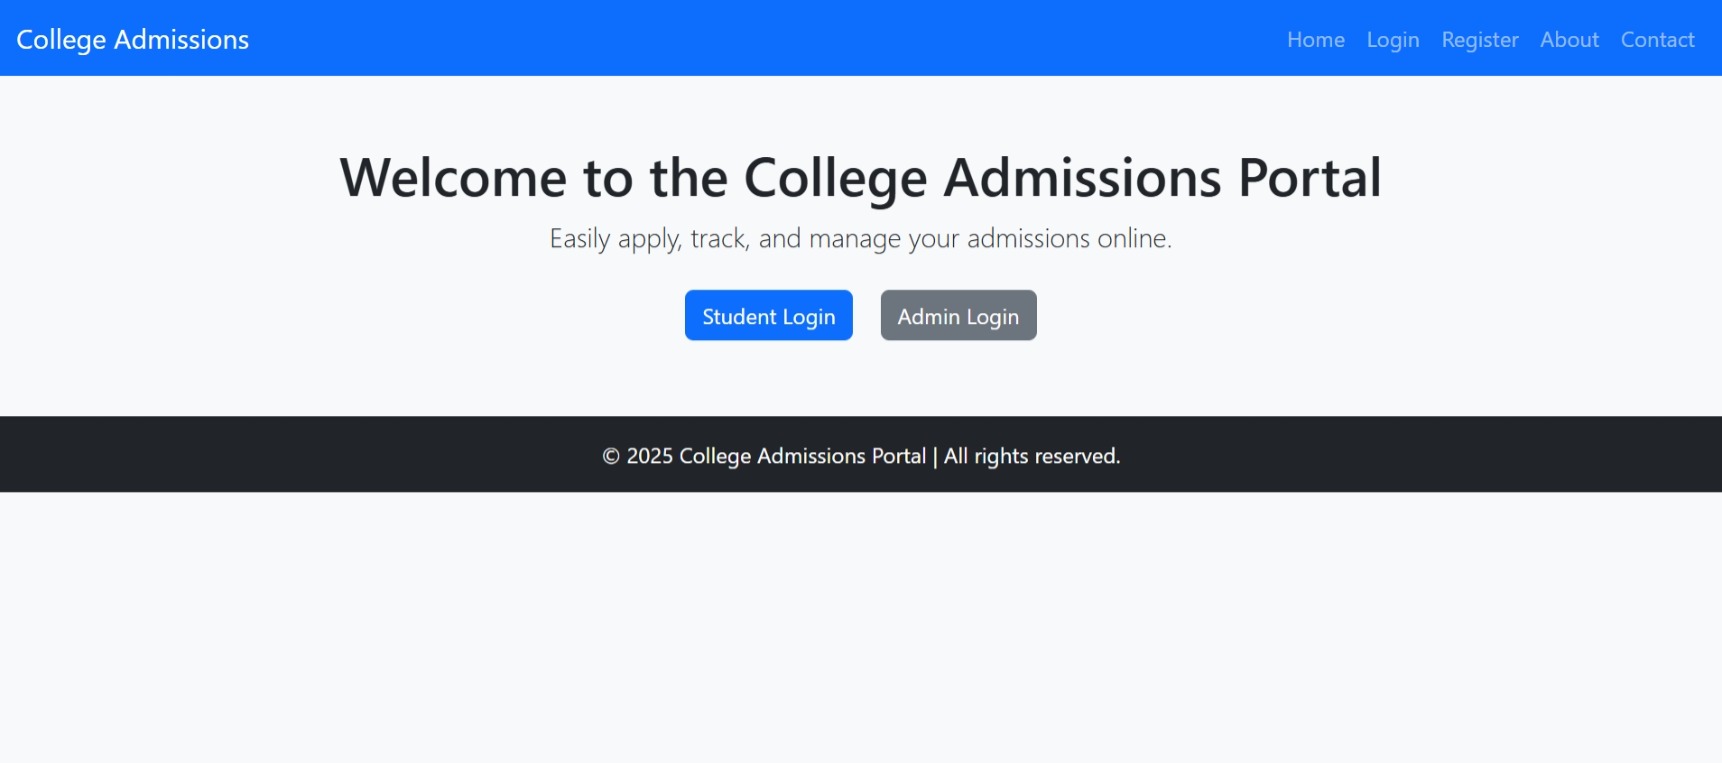 College Admissions
Home Login Register About Contact
Welcome to the College Admissions Portal
Easily apply, track, and manage your admissions online.
Student Login Admin Login
© 2025 College Admissions Portal | All rights reserved.